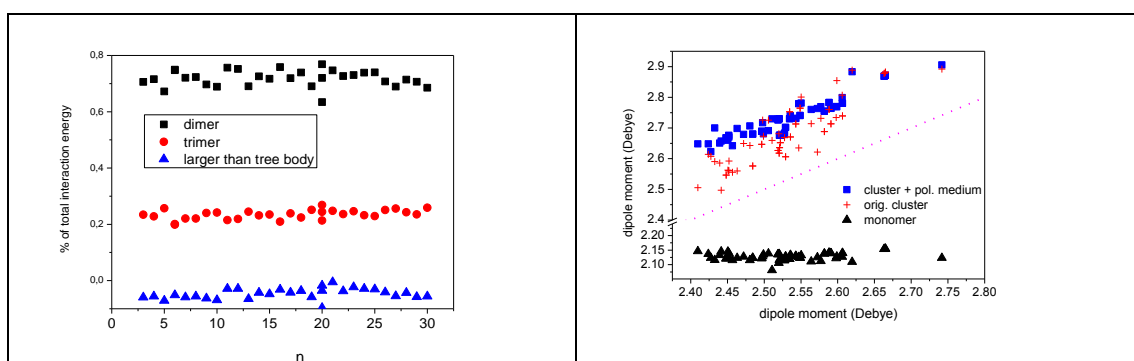 0,8
0,6
0,4
0,2
0,0
% of total interaction energy
dimer
trimer
larger than tree body
0 5 10 15 20 25 30
n
2.9
2.8
2.7
2.6
2.5
2.4
2.20
2.15
2.10
dipole moment (Debye)
cluster + pol. medium
orig. cluster
monomer
2.40 2.45 2.50 2.55 2.60 2.65 2.70 2.75 2.80
dipole moment (Debye)